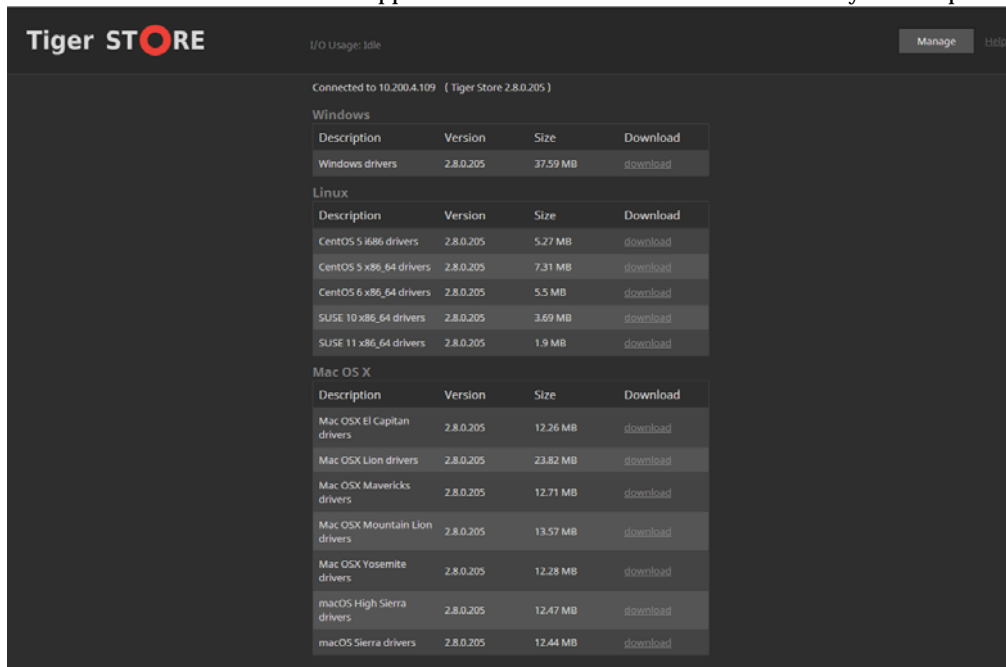 Tiger STORE
I/O Usage: Idle
Manage
Help
Connected to 10.200.4.109 ( Tiger Store 2.8.0.205 )
Windows
Description Version Size Download
Windows drivers 2.8.0.205 37.59 MB download
Linux
Description Version Size Download
CentOS 5 i686 drivers 2.8.0.205 5.27 MB download
CentOS 5 x86_64 drivers 2.8.0.205 7.31 MB download
CentOS 6 x86_64 drivers 2.8.0.205 5.5 MB download
SUSE 10 x86_64 drivers 2.8.0.205 3.69 MB download
SUSE 11 x86_64 drivers 2.8.0.205 1.9 MB download
Mac OS X
Description Version Size Download
Mac OSX El Capitan
drivers 2.8.0.205 12.26 MB download
Mac OSX Lion drivers 2.8.0.205 23.82 MB download
Mac OSX Mavericks
drivers 2.8.0.205 12.71 MB download
Mac OSX Mountain Lion
drivers 2.8.0.205 13.57 MB download
Mac OSX Yosemite
drivers 2.8.0.205 12.28 MB download
macOS High Sierra
drivers 2.8.0.205 12.47 MB download
macOS Sierra drivers 2.8.0.205 12.44 MB download